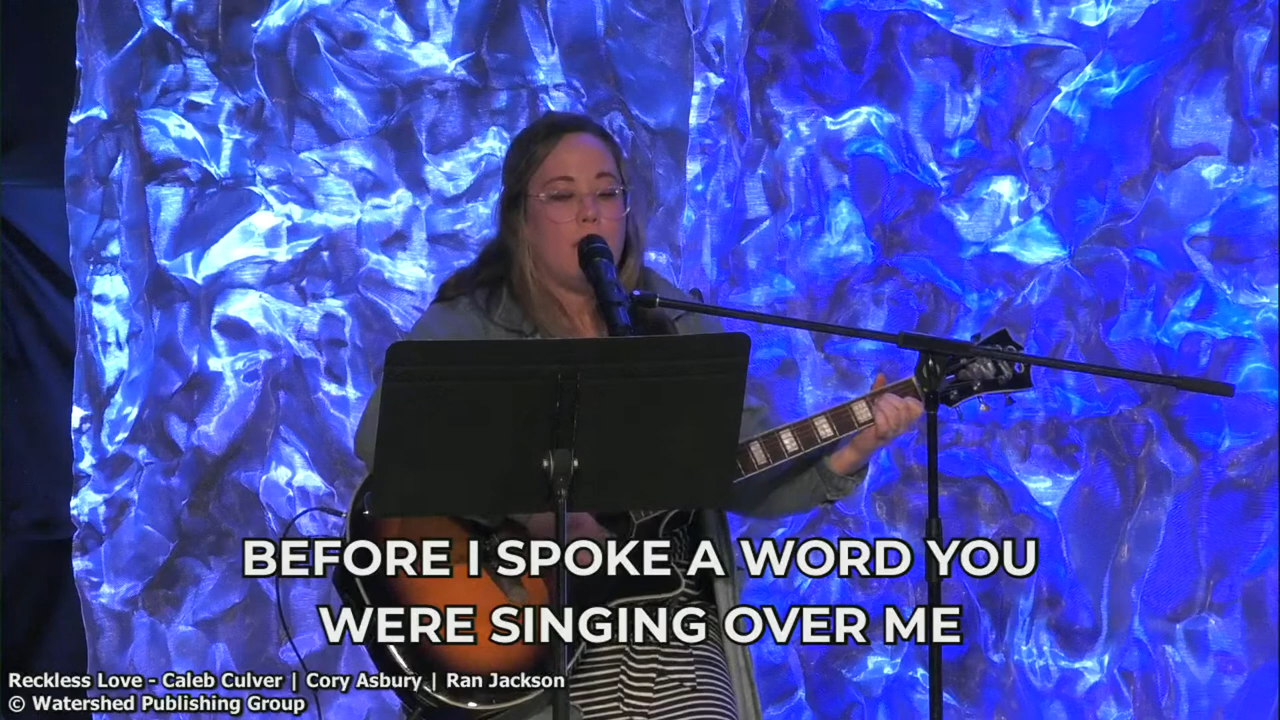 BEFORE I SPOKE A WORD YOU
WERE SINGING OVER ME
Reckless Love - Caleb Culver | Cory Asbury | Ran Jackson
© Watershed Publishing Group